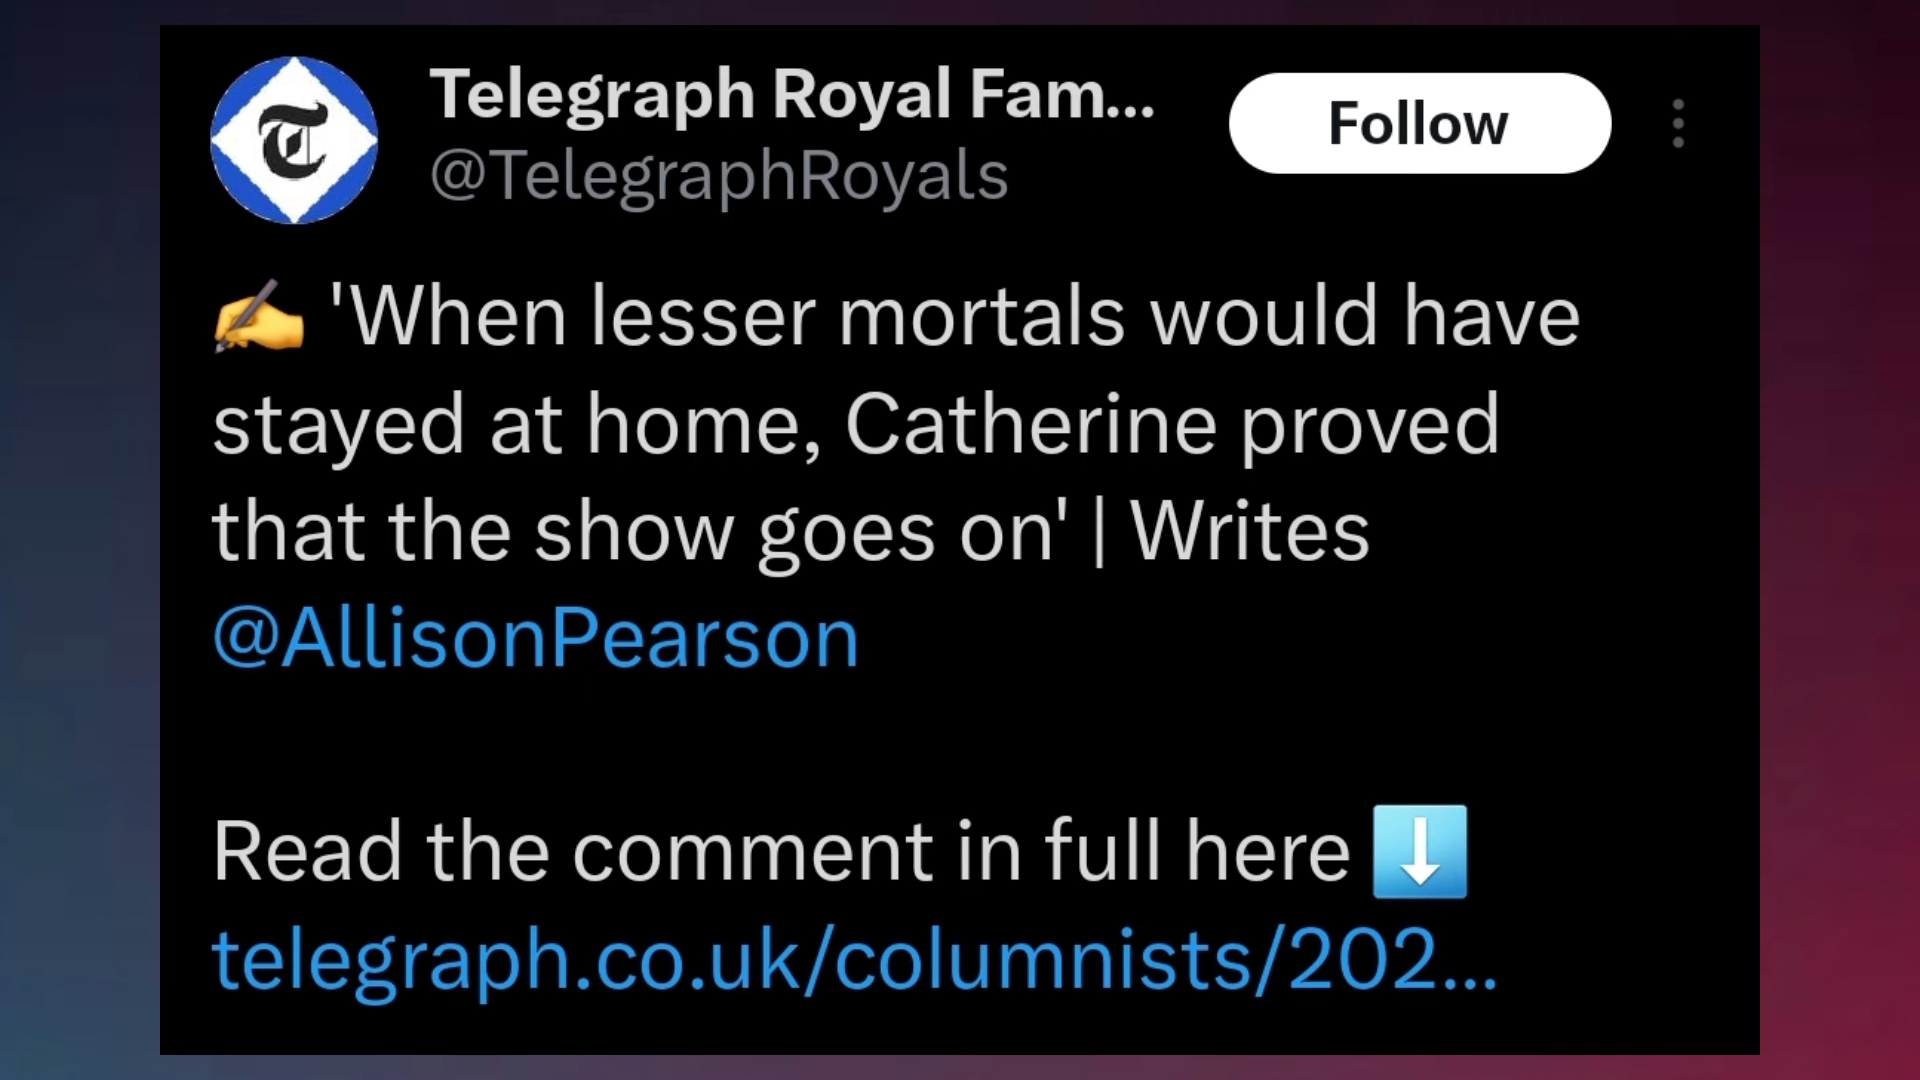 Telegraph Royal Fam...
@TelegraphRoyals
Follow
'When lesser mortals would have
stayed at home, Catherine proved
that the show goes on' | Writes
@AllisonPearson
Read the comment in full here
telegraph.co.uk/columnists/202...